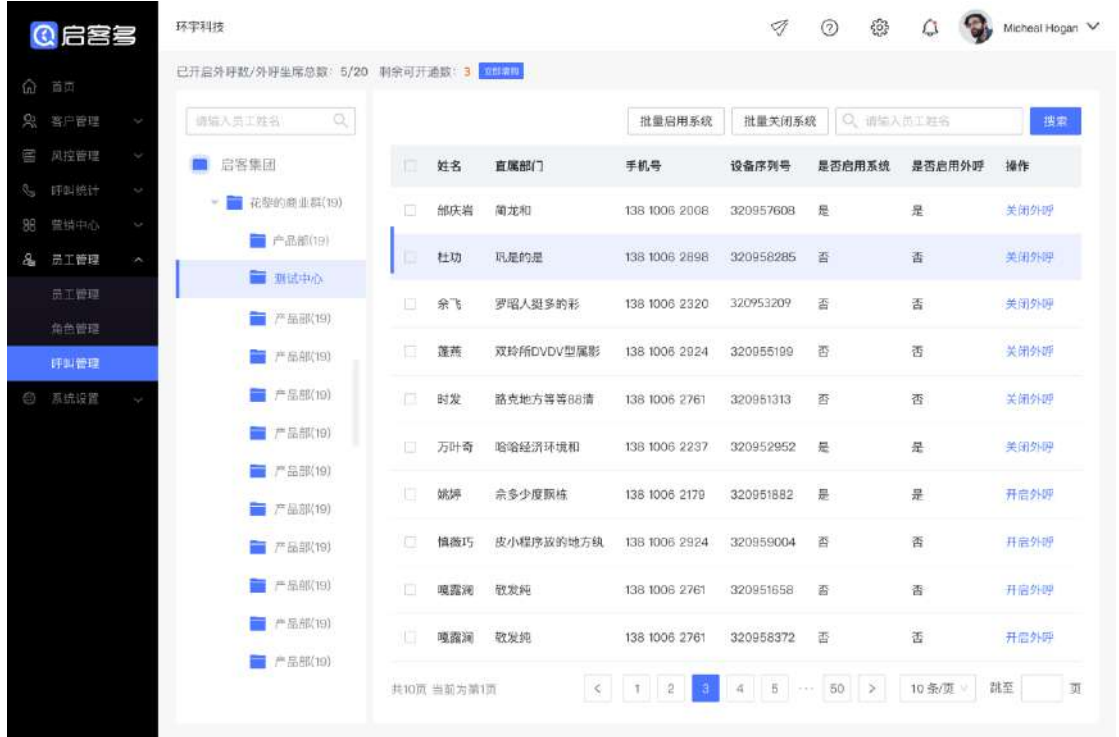 启客多
首页
客户管理
风控管理
呼叫统计
营销中心
员工管理
员工管理
角色管理
呼叫管理
系统设置
环宇科技
Micheal Hogan
已开启外呼数/外呼坐席总数：5/20 剩余可开通数：3
请输入员工姓名
启客集团
产品部(19)
测试中心
产品部(19)
产品部(19)
产品部(19)
产品部(19)
产品部(19)
产品部(19)
产品部(19)
产品部(19)
产品部(19)
产品部(19)
批量启用系统 批量关闭系统 请输入员工姓名 搜索
姓名 直属部门 手机号 设备序列号 是否启用系统 是否启用外呼 操作
邰庆岩 简龙和 138 1006 2008 320957608 是 是 关闭外呼
杜功 巩是的是 138 1006 2898 320958285 否 否 关闭外呼
余飞 罗昭人挺多的彩 138 1006 2320 320953209 否 否 关闭外呼
蓬燕 双玲所DVDV型属影 138 1006 2924 320955199 否 否 关闭外呼
时发 路克地方等等88清 138 1006 2761 320951313 否 否 关闭外呼
万叶奇 哈哈经济环境和 138 1006 2237 320952952 是 是 关闭外呼
姚婷 佘多少度飘栋 138 1006 2179 320951882 是 是 开启外呼
慎薇巧 皮小程序放的地方纨 138 1006 2924 320959004 否 否 开启外呼
嘎露润 敬发纯 138 1006 2761 320951658 否 否 开启外呼
嘎露润 敬发纯 138 1006 2761 320958372 否 否 开启外呼
共10页 当前为第1页 < 1 2 3 4 5 ··· 50 > 10 条/页 跳至 页